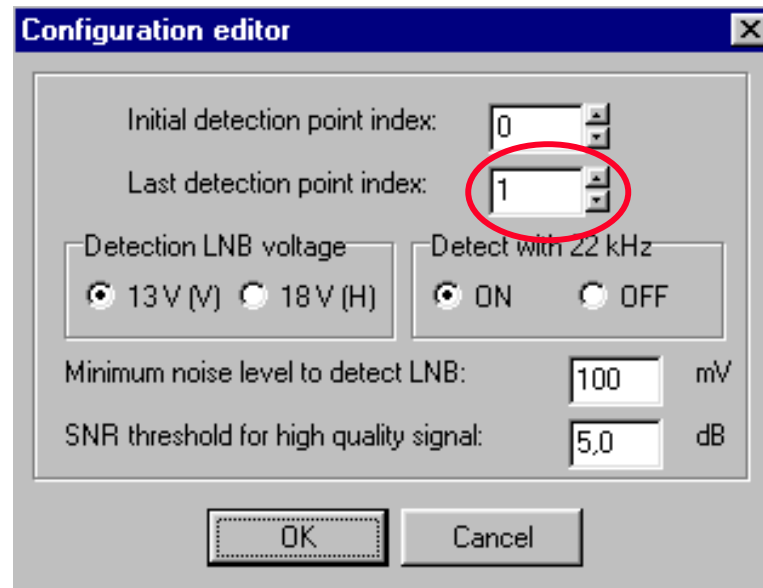 Configuration editor
Initial detection point index: 0
Last detection point index: 1
Detection LNB voltage Detect with 22 kHz
13 V (V) 18 V (H) ON OFF
Minimum noise level to detect LNB: 100 mV
SNR threshold for high quality signal: 5,0 dB
OK Cancel